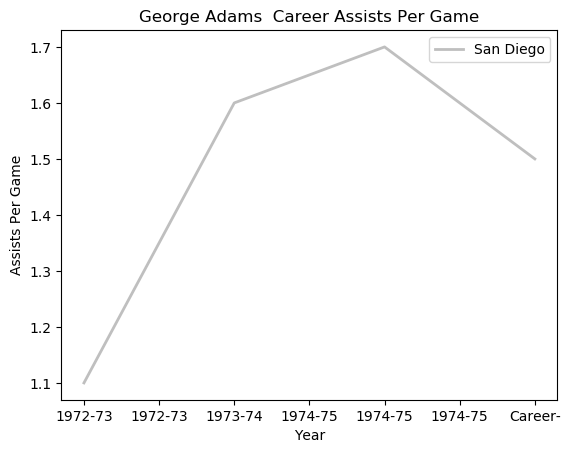 George Adams  Career Assists Per Game
San Diego
Assists Per Game
1.7
1.6
1.5
1.4
1.3
1.2
1.1
1972-73 1972-73 1973-74 1974-75 1974-75 1974-75 Career-
Year